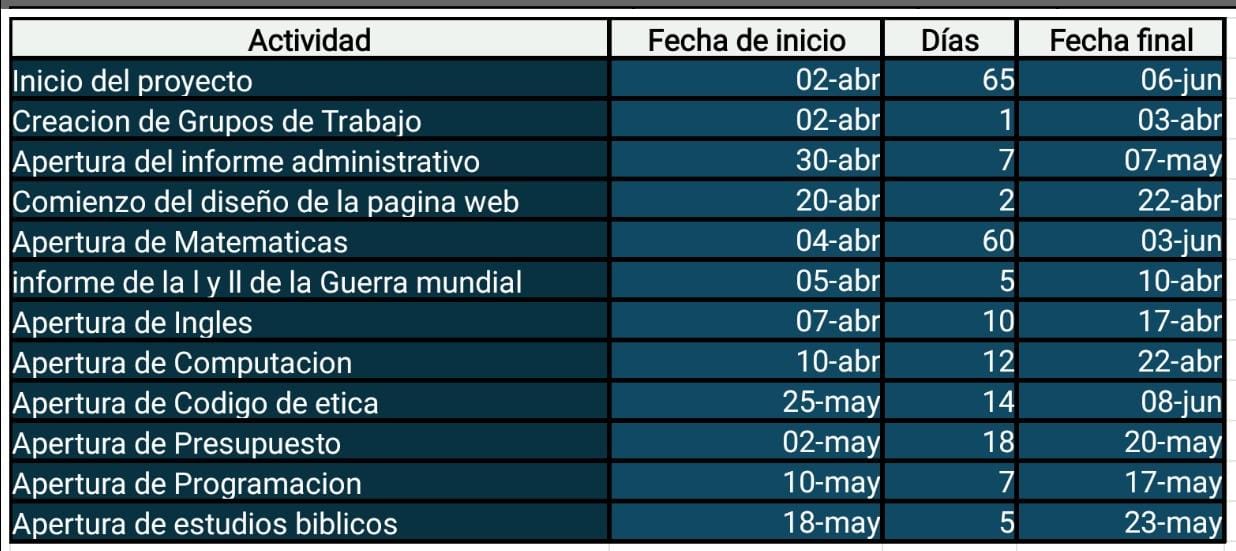 Actividad Fecha de inicio Días Fecha final
Inicio del proyecto 02-abr 65 06-jun
Creacion de Grupos de Trabajo 02-abr 1 03-abr
Apertura del informe administrativo 30-abr 7 07-may
Comienzo del diseño de la pagina web 20-abr 2 22-abr
Apertura de Matematicas 04-abr 60 03-jun
informe de la l y ll de la Guerra mundial 05-abr 5 10-abr
Apertura de Ingles 07-abr 10 17-abr
Apertura de Computacion 10-abr 12 22-abr
Apertura de Codigo de etica 25-may 14 08-jun
Apertura de Presupuesto 02-may 18 20-may
Apertura de Programacion 10-may 7 17-may
Apertura de estudios biblicos 18-may 5 23-may